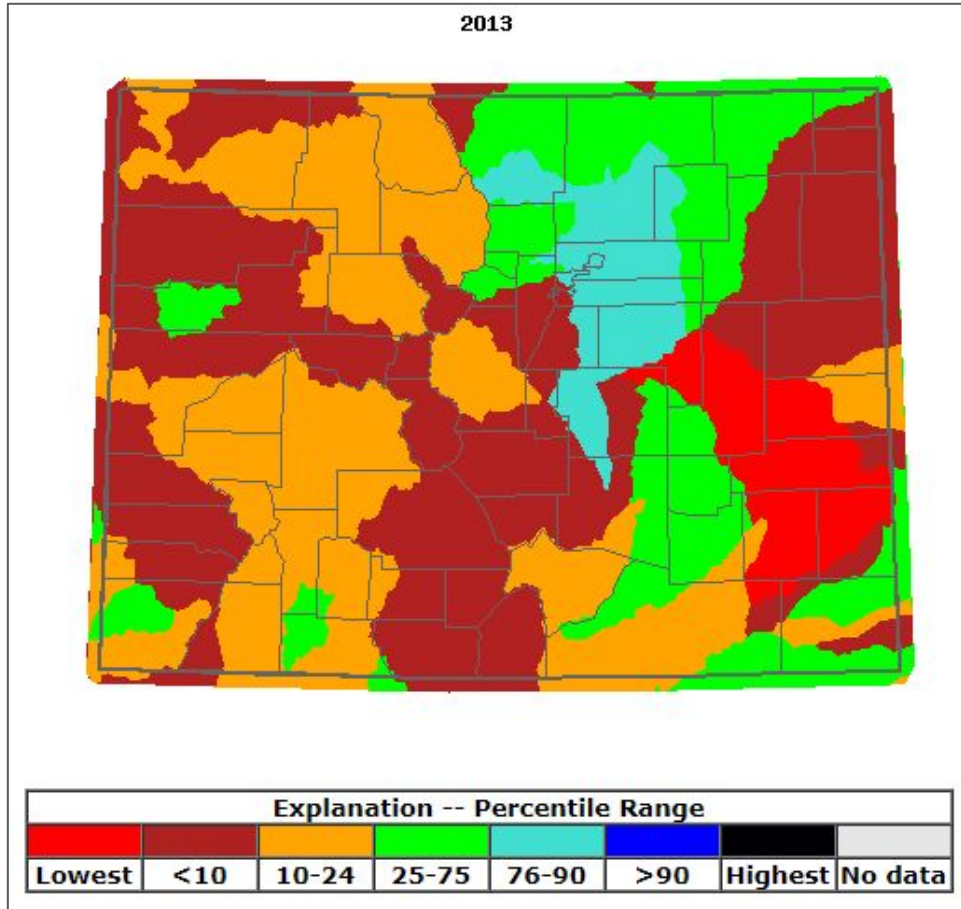 2013
Explanation -- Percentile Range
Lowest <10 10-24 25-75 76-90 >90 Highest No data